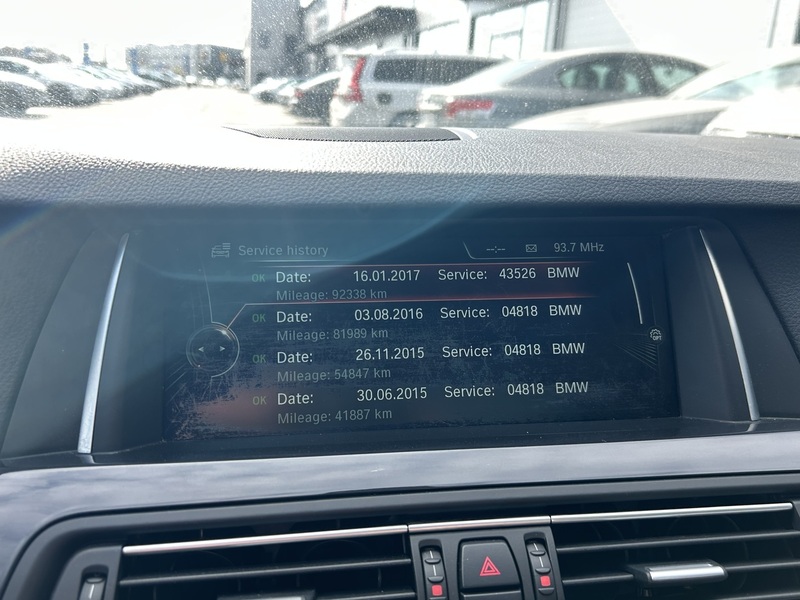 Service history --:-- 93.7 MHz
OK Date: 16.01.2017 Service: 43526 BMW
Mileage: 92338 km
OK Date: 03.08.2016 Service: 04818 BMW
Mileage: 81989 km
OPT
OK Date: 26.11.2015 Service: 04818 BMW
Mileage: 54847 km
OK Date: 30.06.2015 Service: 04818 BMW
Mileage: 41887 km